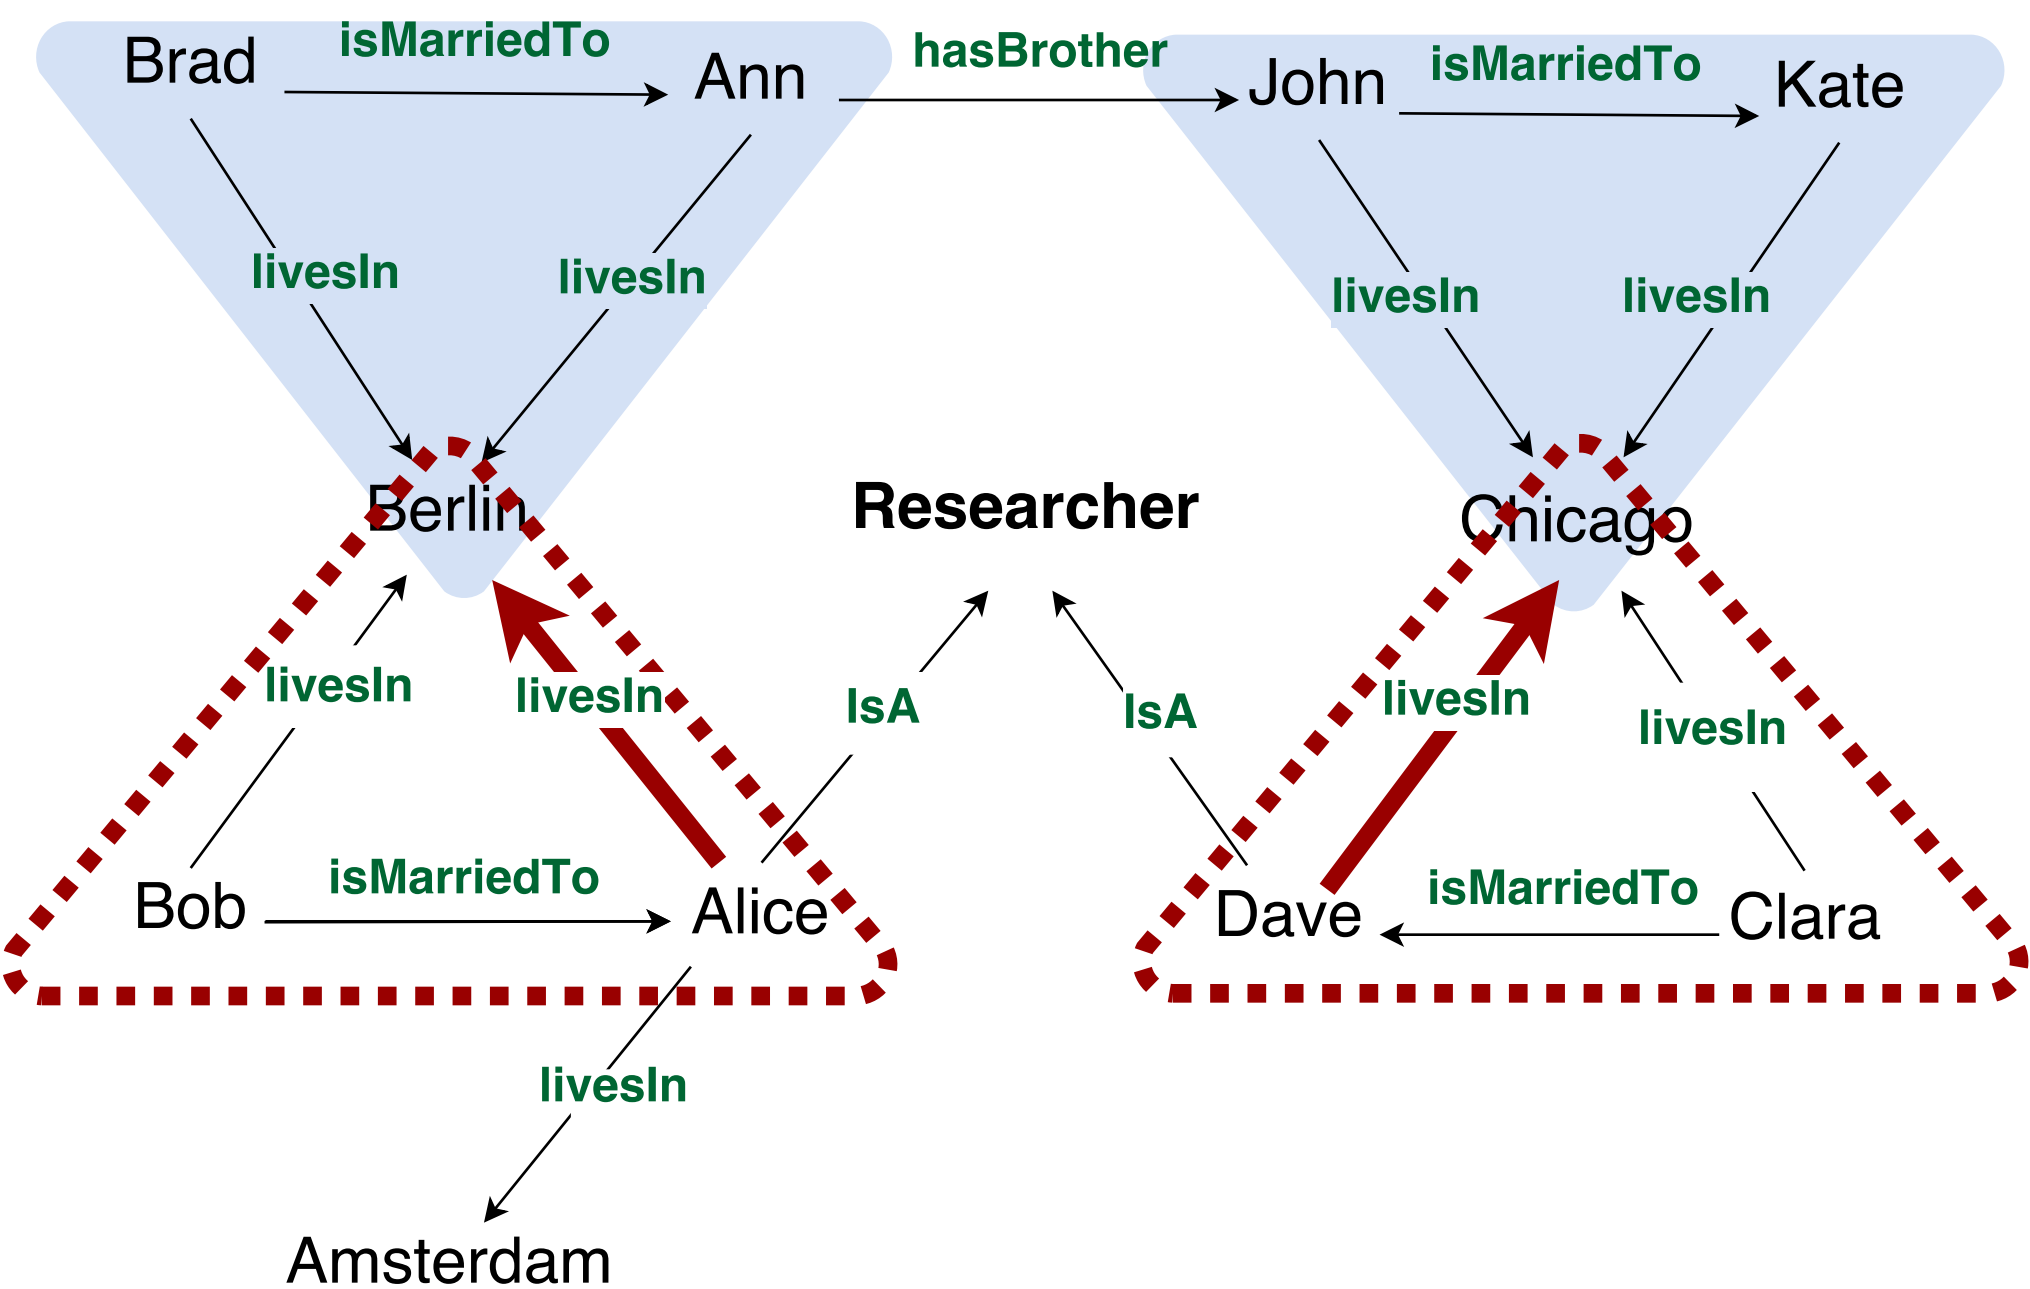 Brad
isMarriedTo
Ann
hasBrother
John
isMarriedTo
Kate
livesIn
livesIn
livesIn
livesIn
Berlin
Researcher
Chicago
livesIn
livesIn
IsA
IsA
livesIn
livesIn
Bob
isMarriedTo
Alice
Dave
isMarriedTo
Clara
livesIn
Amsterdam